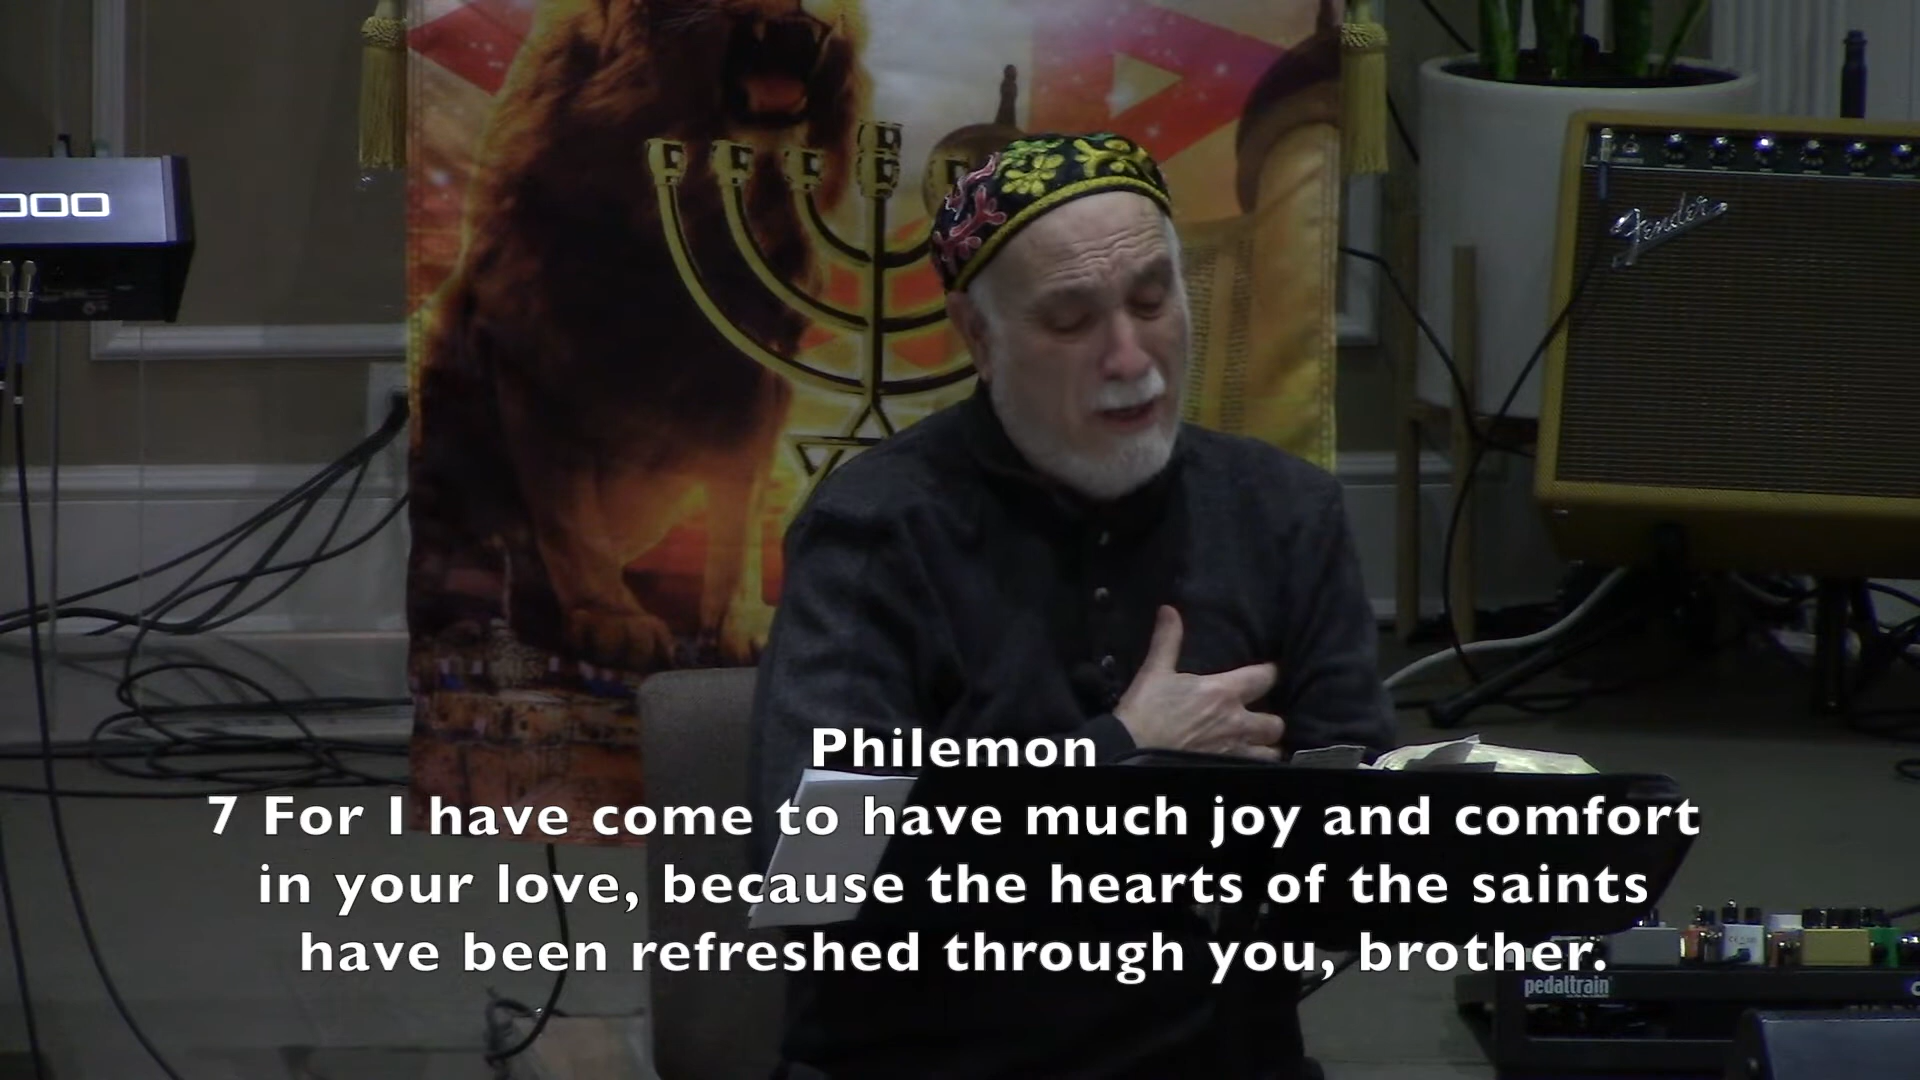 000
Fender
Philemon
7 For I have come to have much joy and comfort
in your love, because the hearts of the saints
have been refreshed through you, brother.
pedaltrain